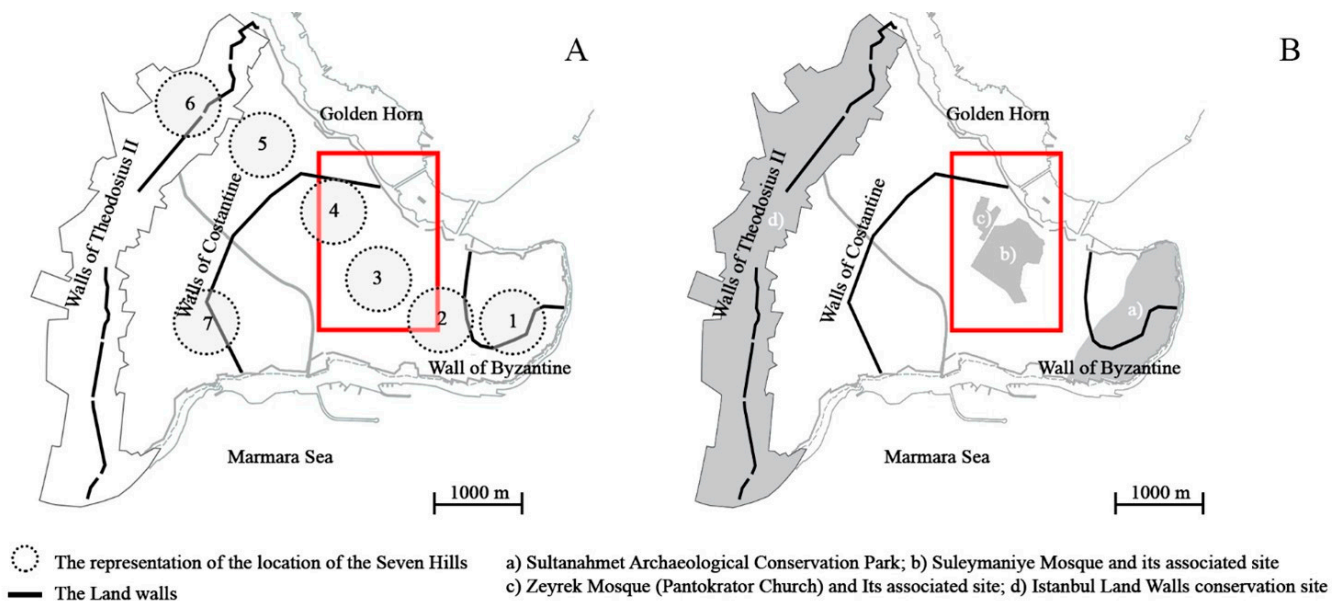 A
Golden Horn
6
5
4
3
2
1
7
Walls of Theodosius II
Walls of Costantine
Wall of Byzantine
Marmara Sea
1000 m
B
Golden Horn
Walls of Theodosius II
Walls of Costantine
a)
b)
c)
d)
Wall of Byzantine
Marmara Sea
1000 m
The representation of the location of the Seven Hills
The Land walls
a) Sultanahmet Archaeological Conservation Park; b) Suleymaniye Mosque and its associated site
c) Zeyrek Mosque (Pantokrator Church) and Its associated site; d) Istanbul Land Walls conservation site